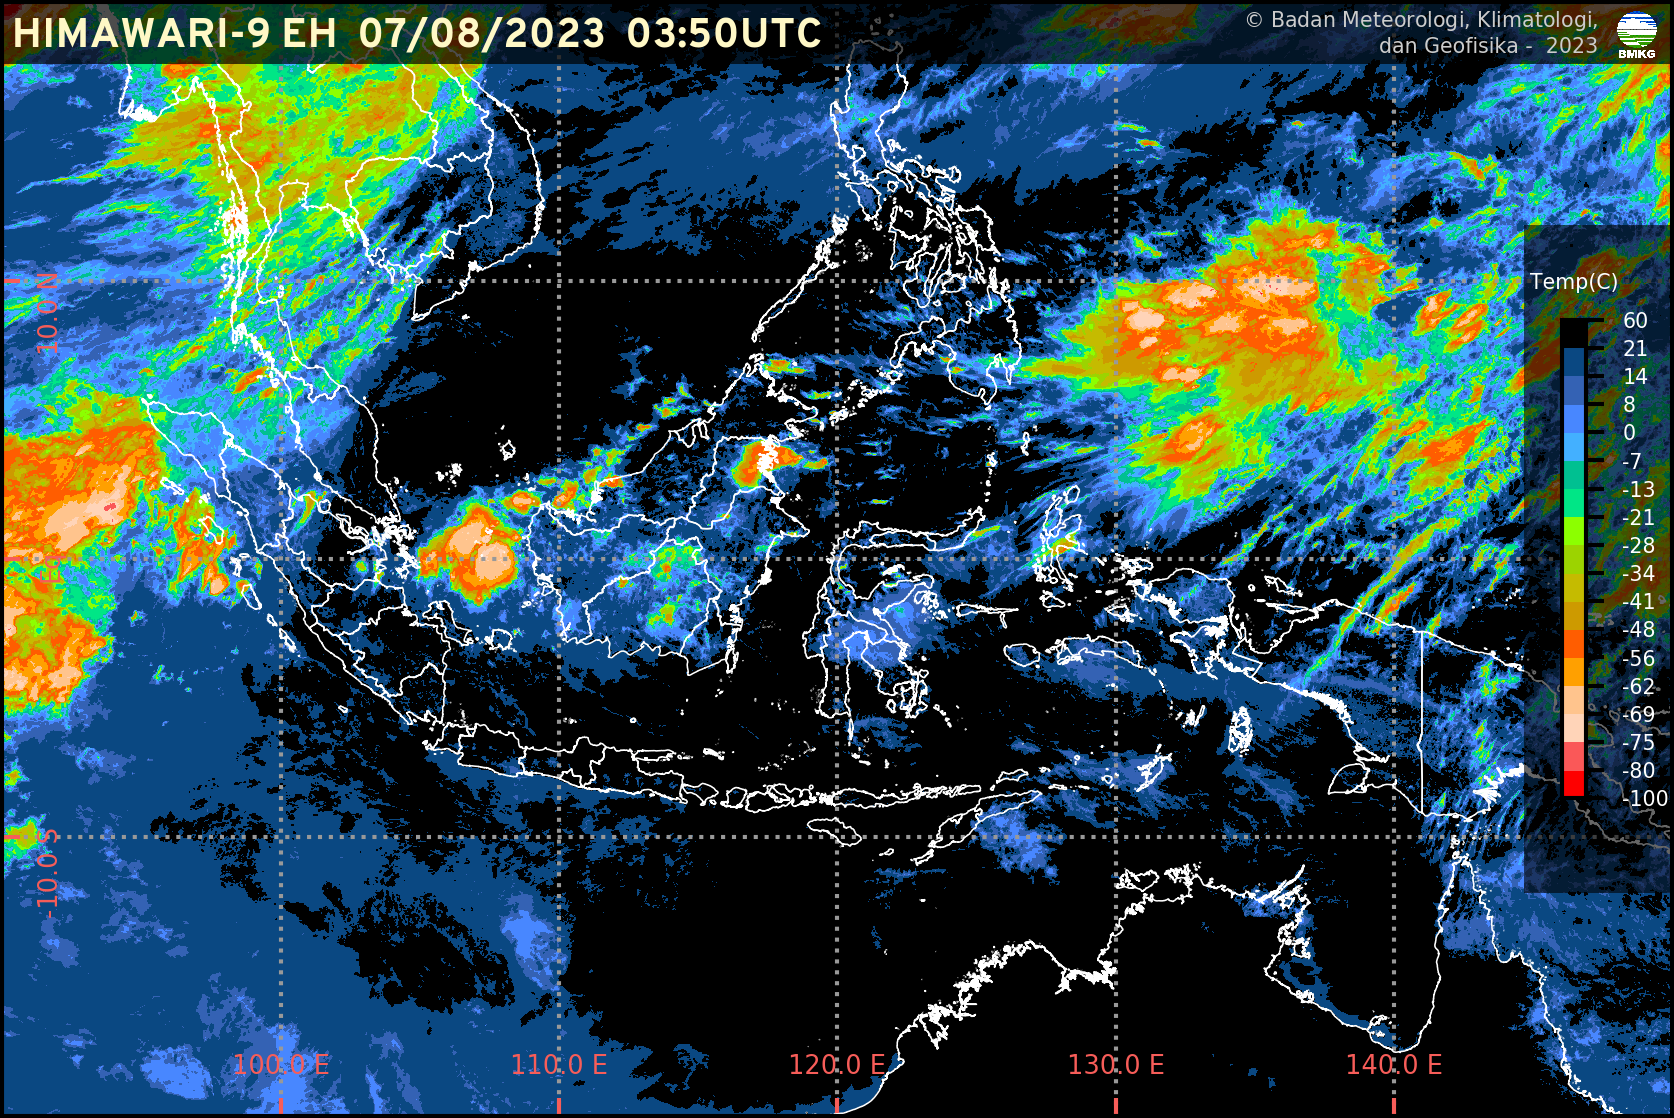 HIMAWARI-9 EH 07/08/2023 03:50UTC
© Badan Meteorologi, Klimatologi,
dan Geofisika - 2023
BMKG
Temp(C)
60
21
14
8
0
-7
-13
-21
-28
-34
-41
-48
-56
-62
-69
-75
-80
-100
10.0 N
-10.0 S
100.0 E
110.0 E
120.0 E
130.0 E
140.0 E